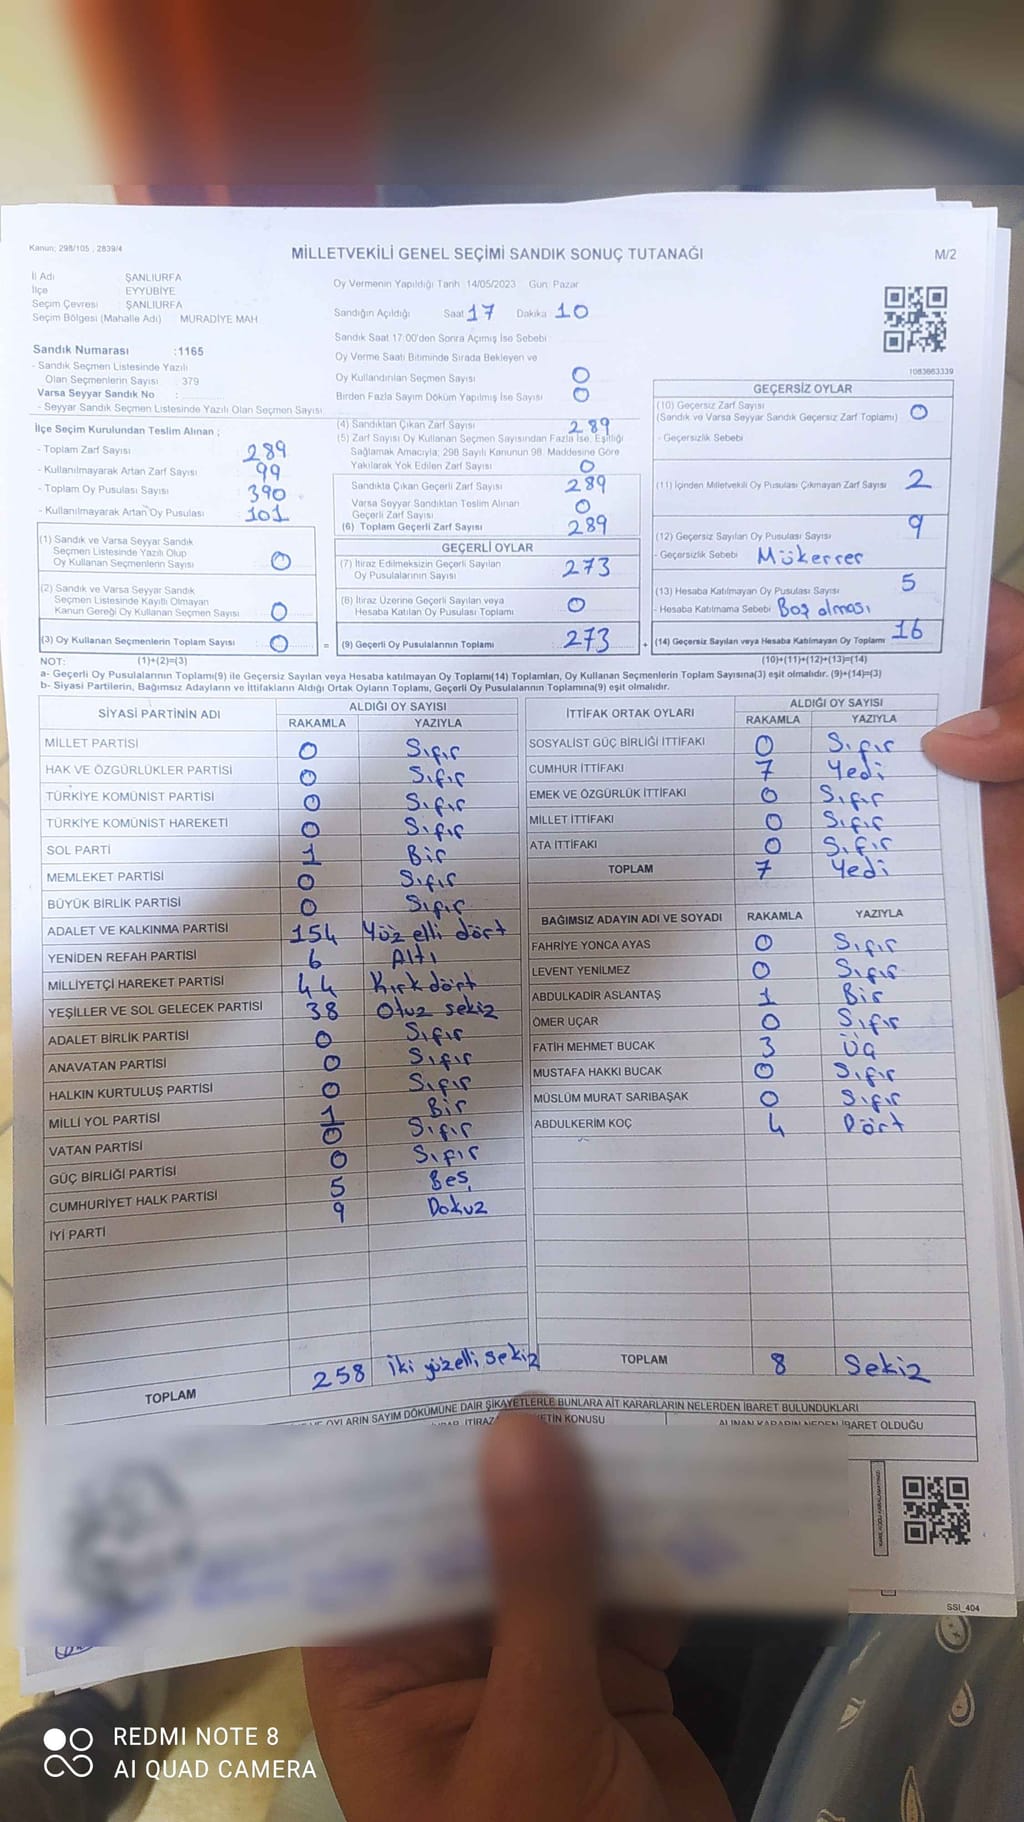 Kanun; 298/105 , 2839/4
MİLLETVEKİLİ GENEL SEÇİMİ SANDIK SONUÇ TUTANAĞI
M/2
İl Adı : ŞANLIURFA
İlçe : EYYÜBİYE
Seçim Çevresi : ŞANLIURFA
Seçim Bölgesi (Mahalle Adı) MURADİYE MAH
Sandık Numarası :1165
- Sandık Seçmen Listesinde Yazılı
Olan Seçmenlerin Sayısı : 379
Varsa Seyyar Sandık No :
- Seyyar Sandık Seçmen Listesinde Yazılı Olan Seçmen Sayısı
İlçe Seçim Kurulundan Teslim Alınan ;
- Toplam Zarf Sayısı : 289
- Kullanılmayarak Artan Zarf Sayısı : 99
- Toplam Oy Pusulası Sayısı : 390
- Kullanılmayarak Artan Oy Pusulası : 101
Oy Vermenin Yapıldığı Tarih 14/05/2023 Gün: Pazar
Sandığın Açıldığı Saat 17 Dakika 10
Sandık Saat 17:00'den Sonra Açımış İse Sebebi
Oy Verme Saati Bitiminde Sırada Bekleyen ve
Oy Kullandırılan Seçmen Sayısı 0
Birden Fazla Sayım Döküm Yapılmış İse Sayısı 0
(4) Sandıktan Çıkan Zarf Sayısı 289
(5) Zarf Sayısı Oy Kullanan Seçmen Sayısından Fazla İse, Eşitliği
Sağlamak Amacıyla; 298 Sayılı Kanunun 98. Maddesine Göre
Yakılarak Yok Edilen Zarf Sayısı 0
Sandıkta Çıkan Geçerli Zarf Sayısı 289
Varsa Seyyar Sandıktan Teslim Alınan
Geçerli Zarf Sayısı 0
(6) Toplam Geçerli Zarf Sayısı 289
1083663339
GEÇERSİZ OYLAR
(10) Geçersiz Zarf Sayısı
(Sandık ve Varsa Seyyar Sandık Geçersiz Zarf Toplamı) 0
- Geçersizlik Sebebi
(11) İçinden Milletvekili Oy Pusulası Çıkmayan Zarf Sayısı 2
(12) Geçersiz Sayılan Oy Pusulası Sayısı 9
- Geçersizlik Sebebi Mükerrer
(13) Hesaba Katılmayan Oy Pusulası Sayısı 5
- Hesaba Katılmama Sebebi Boş olması
(1) Sandık ve Varsa Seyyar Sandık
Seçmen Listesinde Yazılı Olup
Oy Kullanan Seçmenlerin Sayısı : 0
(2) Sandık ve Varsa Seyyar Sandık
Seçmen Listesinde Kayıtlı Olmayan
Kanun Gereği Oy Kullanan Seçmen Sayısı : 0
GEÇERLİ OYLAR
(7) İtiraz Edilmeksizin Geçerli Sayılan
Oy Pusulalarının Sayısı 273
(8) İtiraz Üzerine Geçerli Sayılan veya
Hesaba Katılan Oy Pusulası Toplamı 0
(3) Oy Kullanan Seçmenlerin Toplam Sayısı : 0 = (9) Geçerli Oy Pusulalarının Toplamı 273 + (14) Geçersiz Sayılan veya Hesaba Katılmayan Oy Toplamı 16
NOT: (1)+(2)=(3) (10)+(11)+(12)+(13)=(14)
a- Geçerli Oy Pusulalarının Toplamı(9) ile Geçersiz Sayılan veya Hesaba katılmayan Oy Toplamı(14) Toplamları, Oy Kullanan Seçmenlerin Toplam Sayısına(3) eşit olmalıdır. (9)+(14)=(3)
b- Siyasi Partilerin, Bağımsız Adayların ve İttifakların Aldığı Ortak Oyların Toplamı, Geçerli Oy Pusulalarının Toplamına(9) eşit olmalıdır.
SİYASİ PARTİNİN ADI ALDIĞI OY SAYISI
RAKAMLA YAZIYLA
MİLLET PARTİSİ 0 Sıfır
HAK VE ÖZGÜRLÜKLER PARTİSİ 0 Sıfır
TÜRKİYE KOMÜNİST PARTİSİ 0 Sıfır
TÜRKİYE KOMÜNİST HAREKETİ 0 Sıfır
SOL PARTİ 1 Bir
MEMLEKET PARTİSİ 0 Sıfır
BÜYÜK BİRLİK PARTİSİ 0 Sıfır
ADALET VE KALKINMA PARTİSİ 154 Yüz elli dört
YENİDEN REFAH PARTİSİ 6 Altı
MİLLİYETÇİ HAREKET PARTİSİ 44 Kırk dört
YEŞİLLER VE SOL GELECEK PARTİSİ 38 Otuz sekiz
ADALET BİRLİK PARTİSİ 0 Sıfır
ANAVATAN PARTİSİ 0 Sıfır
HALKIN KURTULUŞ PARTİSİ 0 Sıfır
MİLLİ YOL PARTİSİ 1 Bir
VATAN PARTİSİ 0 Sıfır
GÜÇ BİRLİĞİ PARTİSİ 0 Sıfır
CUMHURİYET HALK PARTİSİ 5 Beş
İYİ PARTİ 9 Dokuz
TOPLAM 258 iki yüzelli sekiz
İTTİFAK ORTAK OYLARI ALDIĞI OY SAYISI
RAKAMLA YAZIYLA
SOSYALİST GÜÇ BİRLİĞİ İTTİFAKI 0 Sıfır
CUMHUR İTTİFAKI 7 Yedi
EMEK VE ÖZGÜRLÜK İTTİFAKI 0 Sıfır
MİLLET İTTİFAKI 0 Sıfır
ATA İTTİFAKI 0 Sıfır
TOPLAM 7 Yedi
BAĞIMSIZ ADAYIN ADI VE SOYADI RAKAMLA YAZIYLA
FAHRİYE YONCA AYAS 0 Sıfır
LEVENT YENİLMEZ 0 Sıfır
ABDULKADİR ASLANTAŞ 1 Bir
ÖMER UÇAR 0 Sıfır
FATİH MEHMET BUCAK 3 Üç
MUSTAFA HAKKI BUCAK 0 Sıfır
MÜSLÜM MURAT SARIBAŞAK 0 Sıfır
ABDULKERİM KOÇ 4 Dört
TOPLAM 8 Sekiz
OYLARIN SAYIM DÖKÜMÜNE DAİR ŞİKAYETLERLE BUNLARA AİT KARARLARIN NELERDEN İBARET BULUNDUKLARI
KONUSU
ALINAN KARARIN NEDEN İBARET OLDUĞU
SSI_404
REDMI NOTE 8
AI QUAD CAMERA